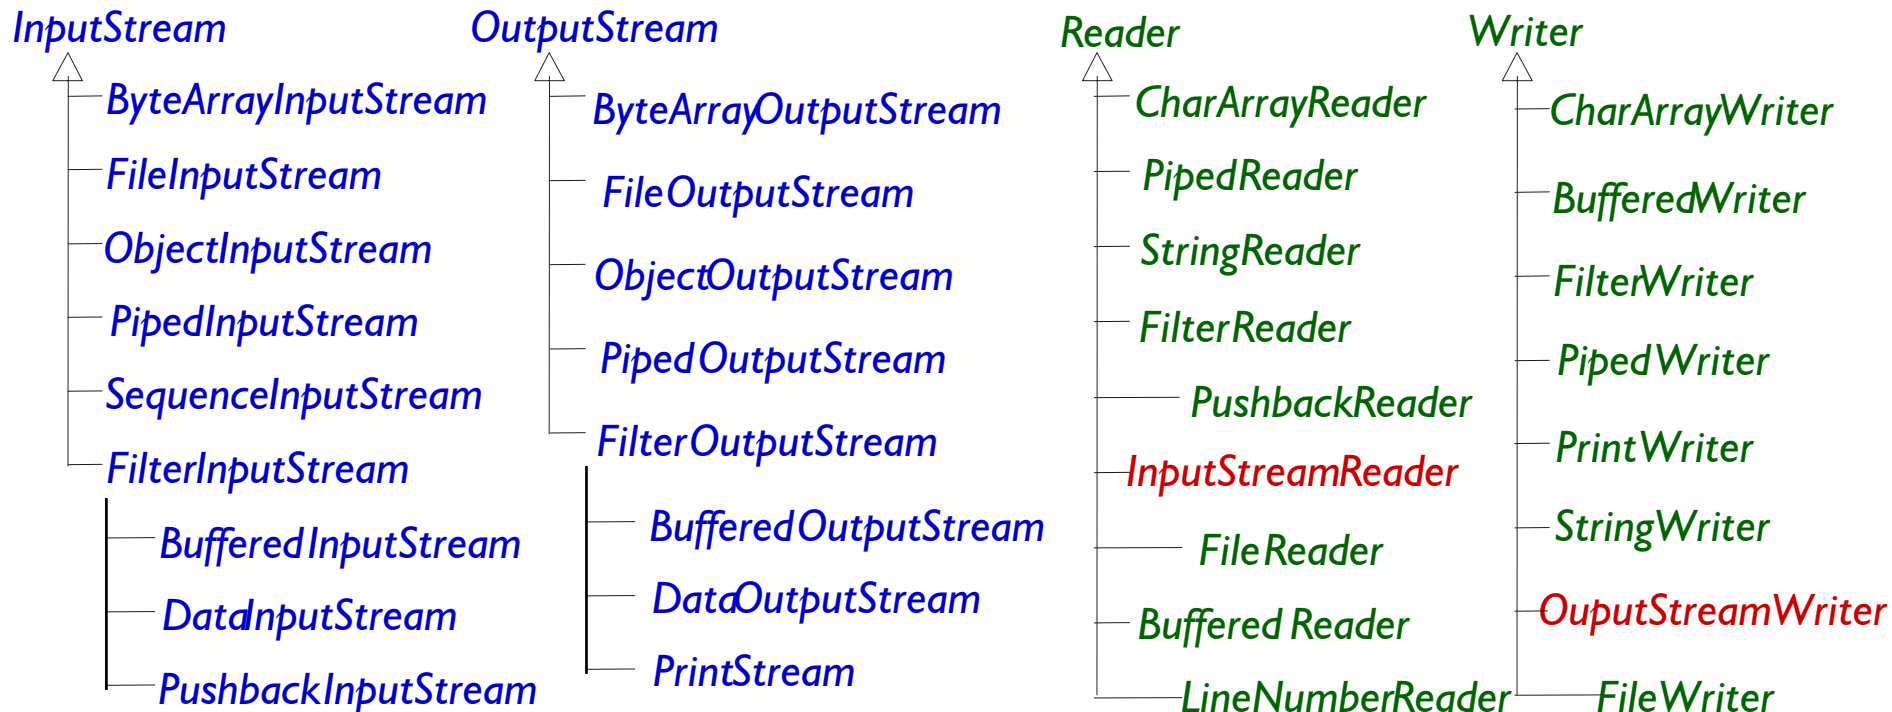 InputStream
ByteArrayInputStream
FileInputStream
ObjectInputStream
PipedInputStream
SequenceInputStream
FilterInputStream
BufferedInputStream
DataInputStream
PushbackInputStream
OutputStream
ByteArrayOutputStream
FileOutputStream
ObjectOutputStream
PipedOutputStream
FilterOutputStream
BufferedOutputStream
DataOutputStream
PrintStream
Reader
CharArrayReader
PipedReader
StringReader
FilterReader
PushbackReader
InputStreamReader
FileReader
Buffered Reader
LineNumberReader
Writer
CharArrayWriter
BufferedWriter
FilterWriter
PipedWriter
PrintWriter
StringWriter
OuputStreamWriter
FileWriter